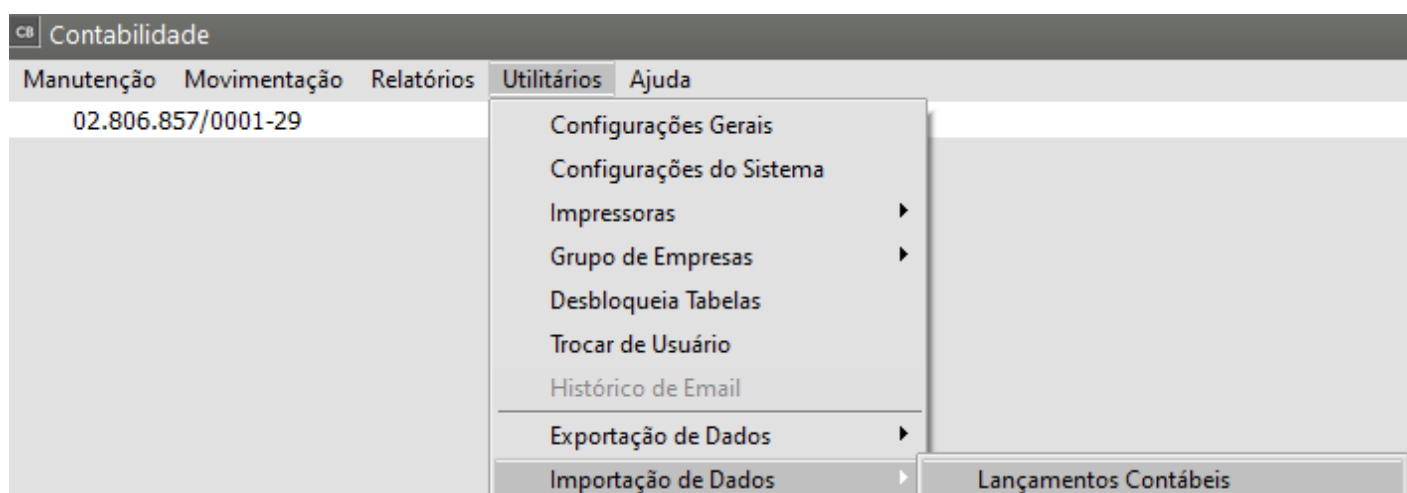 CB Contabilidade
Manutenção Movimentação Relatórios Utilitários Ajuda
02.806.857/0001-29
Configurações Gerais
Configurações do Sistema
Impressoras
Grupo de Empresas
Desbloqueia Tabelas
Trocar de Usuário
Histórico de Email
Exportação de Dados
Importação de Dados Lançamentos Contábeis